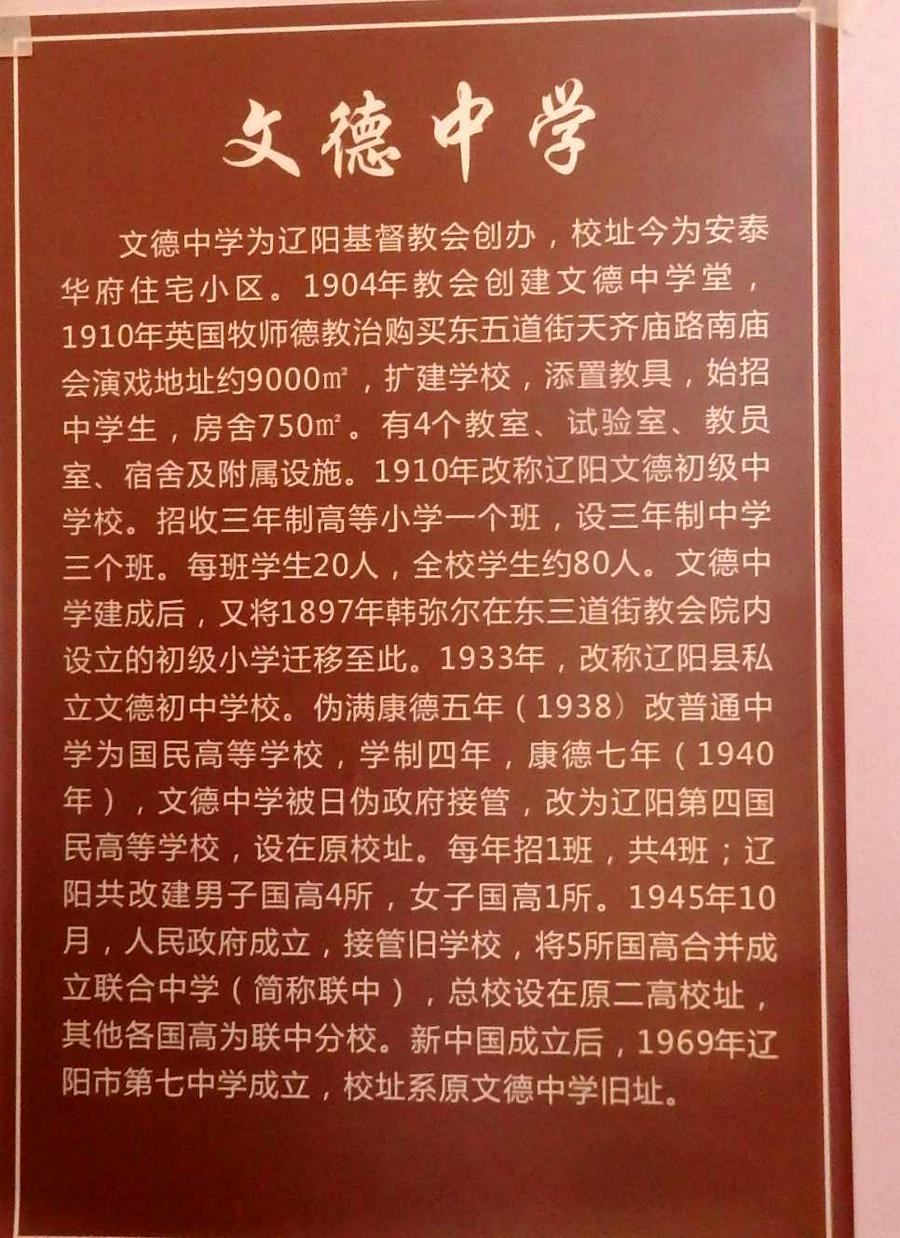 文德中学
文德中学为辽阳基督教会创办，校址今为安泰
华府住宅小区。1904年教会创建文德中学堂，
1910年英国牧师德教治购买东五道街天齐庙路南庙
会演戏地址约9000㎡，扩建学校，添置教具，始招
中学生，房舍750㎡。有4个教室、试验室、教员
室、宿舍及附属设施。1910年改称辽阳文德初级中
学校。招收三年制高等小学一个班，设三年制中学
三个班。每班学生20人，全校学生约80人。文德中
学建成后，又将1897年韩弥尔在东三道街教会院内
设立的初级小学迁移至此。1933年，改称辽阳县私
立文德初中学校。伪满康德五年（1938）改普通中
学为国民高等学校，学制四年，康德七年（1940
年），文德中学被日伪政府接管，改为辽阳第四国
民高等学校，设在原校址。每年招1班，共4班；辽
阳共改建男子国高4所，女子国高1所。1945年10
月，人民政府成立，接管旧学校，将5所国高合并成
立联合中学（简称联中），总校设在原二高校址，
其他各国高为联中分校。新中国成立后，1969年辽
阳市第七中学成立，校址系原文德中学旧址。